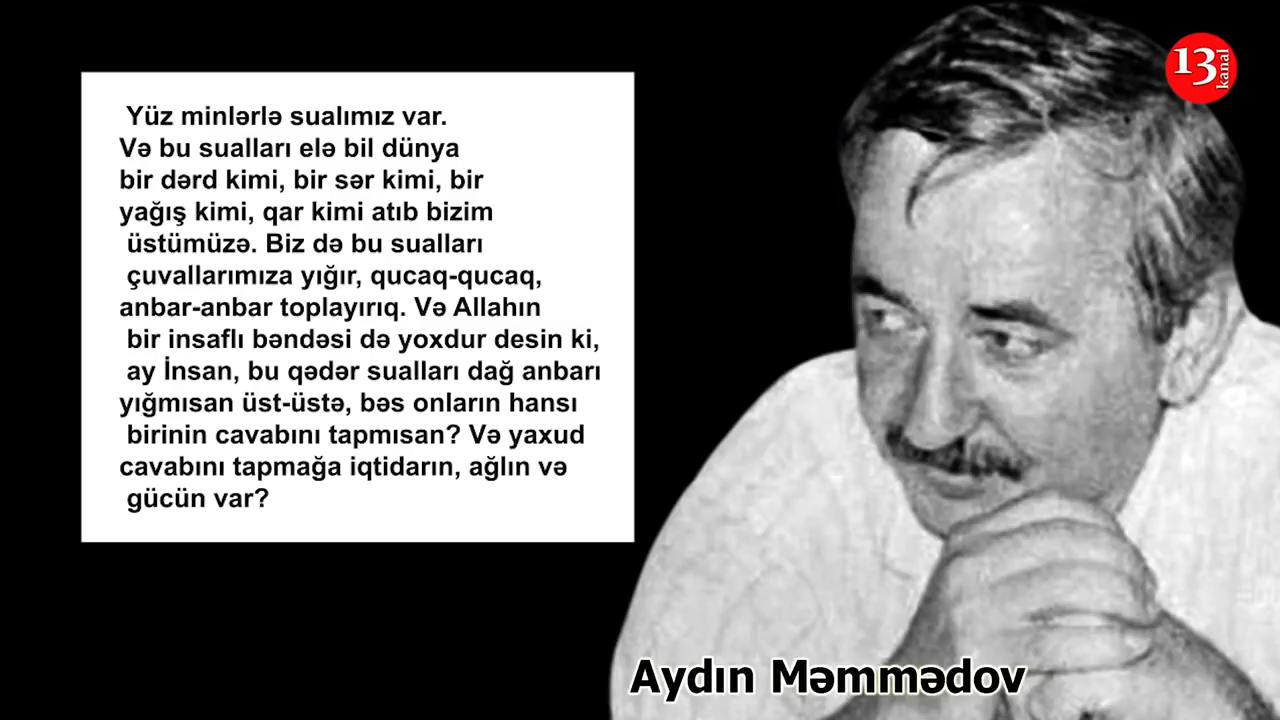 Yüz minlərlə sualımız var.
Və bu sualları elə bil dünya
bir dərd kimi, bir sər kimi, bir
yağış kimi, qar kimi atıb bizim
üstümüzə. Biz də bu sualları
çuvallarımıza yığır, qucaq-qucaq,
anbar-anbar toplayırıq. Və Allahın
bir insaflı bəndəsi də yoxdur desin ki,
ay İnsan, bu qədər sualları dağ anbarı
yığmısan üst-üstə, bəs onların hansı
birinin cavabını tapmısan? Və yaxud
cavabını tapmağa iqtidarın, ağlın və
gücün var?
13 kanal
Aydın Məmmədov